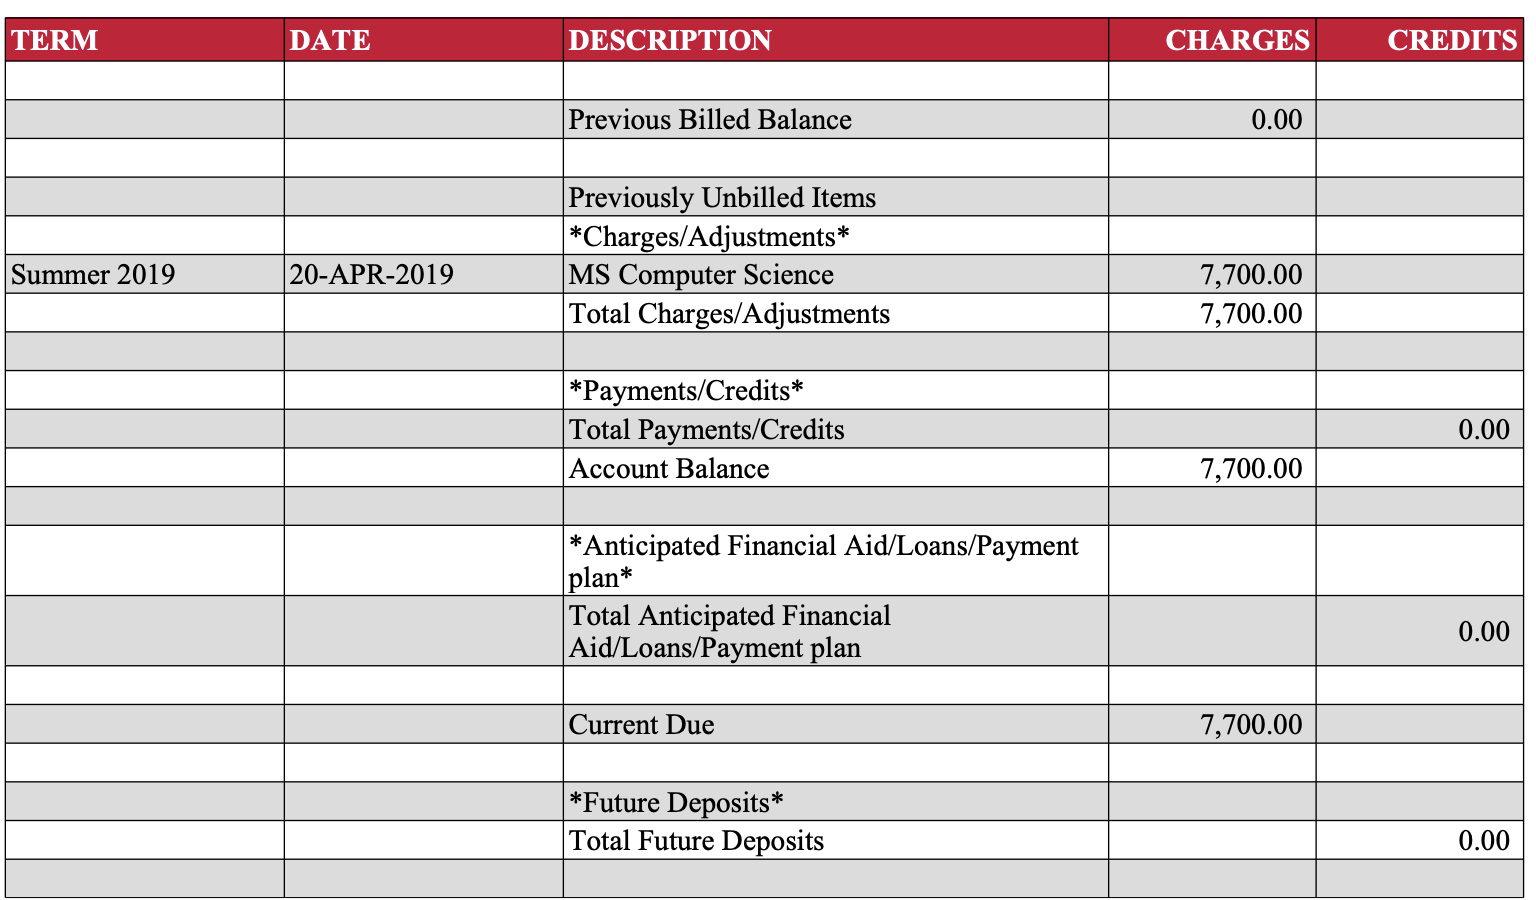 TERM DATE DESCRIPTION CHARGES CREDITS
Previous Billed Balance 0.00
Previously Unbilled Items
*Charges/Adjustments*
Summer 2019 20-APR-2019 MS Computer Science 7,700.00
Total Charges/Adjustments 7,700.00
*Payments/Credits*
Total Payments/Credits 0.00
Account Balance 7,700.00
*Anticipated Financial Aid/Loans/Payment
plan*
Total Anticipated Financial
Aid/Loans/Payment plan 0.00
Current Due 7,700.00
*Future Deposits*
Total Future Deposits 0.00